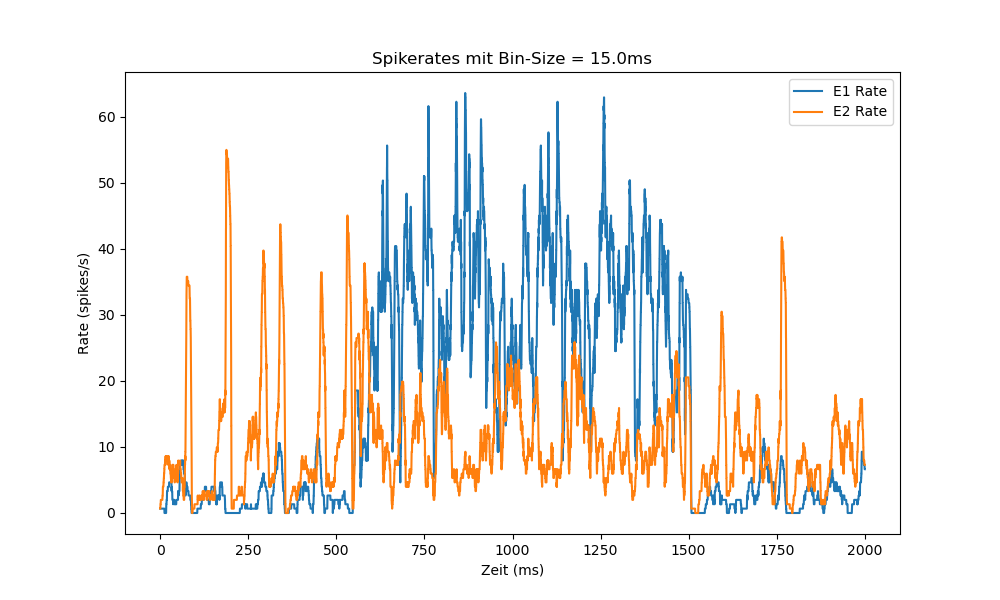 Spikerates mit Bin-Size = 15.0ms
E1 Rate
E2 Rate
Rate (spikes/s)
60
50
40
30
20
10
0
0 250 500 750 1000 1250 1500 1750 2000
Zeit (ms)